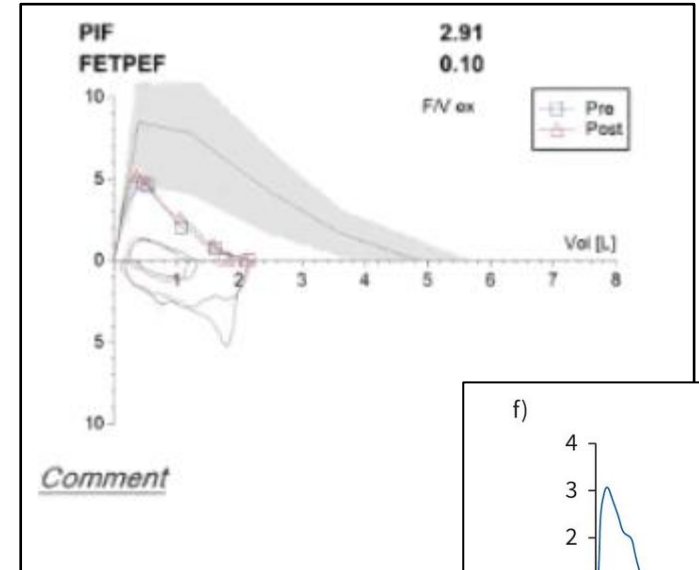 PIF 2.91
FETPEF 0.10
F/V ex
Pre
Post
10
5
Vol [L]
0
1 2 3 4 5 6 7 8
5
10
Comment
f)
4
3
2